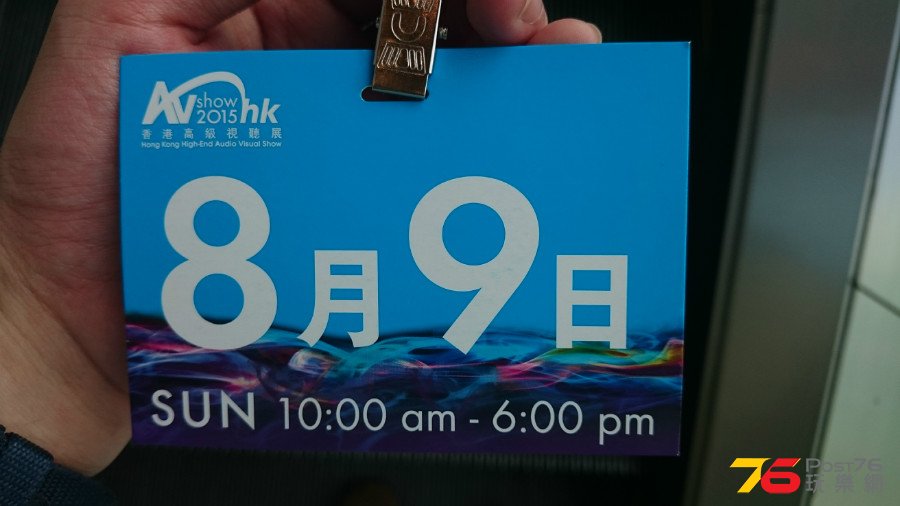 AV show 2015 hk
香港高級視聽展
Hong Kong High-End Audio Visual Show
8月9日
SUN 10:00 am - 6:00 pm
76 Post76
玩樂網